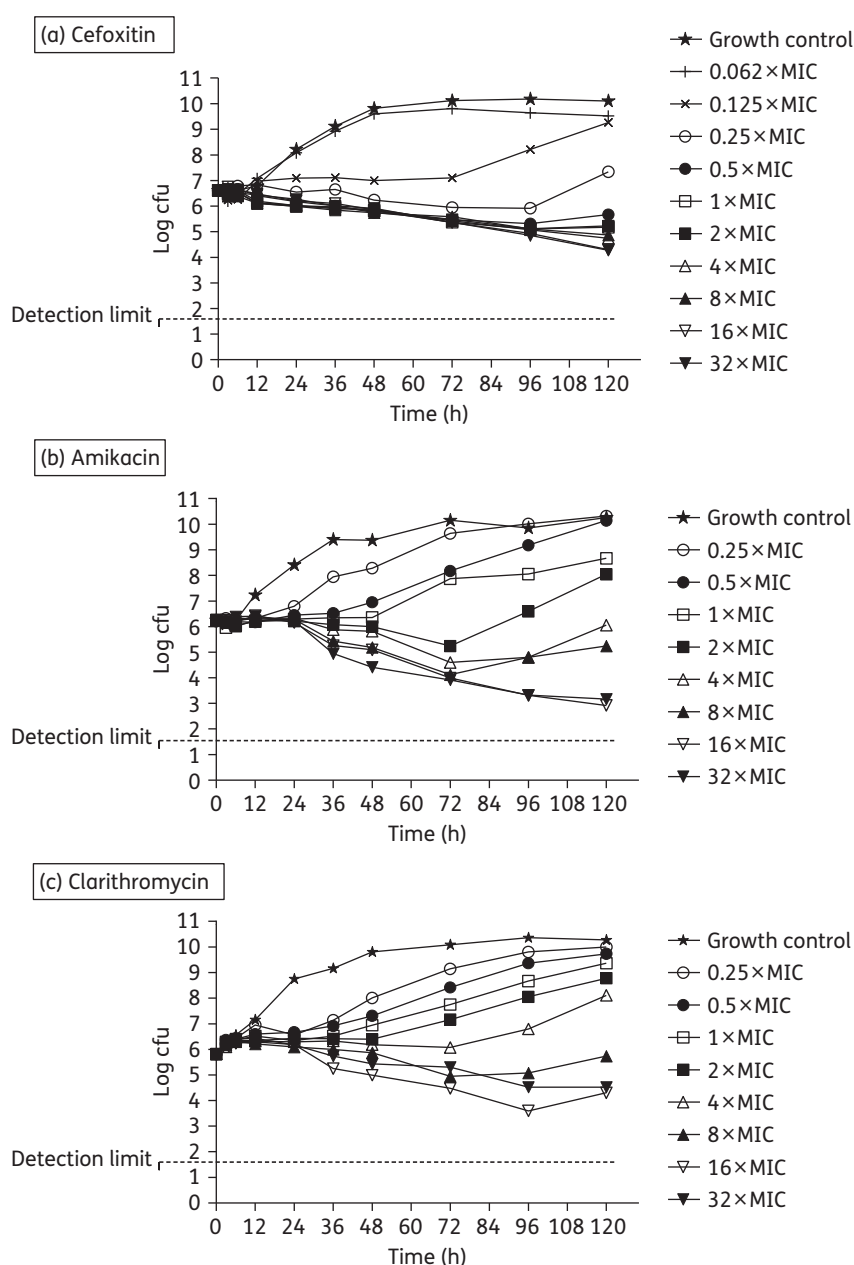 (a) Cefoxitin
Growth control
0.062×MIC
0.125×MIC
0.25×MIC
0.5×MIC
1×MIC
2×MIC
4×MIC
8×MIC
16×MIC
32×MIC
11
10
9
8
7
6
5
4
3
2
1
0
Log cfu
Detection limit
0 12 24 36 48 60 72 84 96 108 120
Time (h)
(b) Amikacin
Growth control
0.25×MIC
0.5×MIC
1×MIC
2×MIC
4×MIC
8×MIC
16×MIC
32×MIC
11
10
9
8
7
6
5
4
3
2
1
0
Log cfu
Detection limit
0 12 24 36 48 60 72 84 96 108 120
Time (h)
(c) Clarithromycin
Growth control
0.25×MIC
0.5×MIC
1×MIC
2×MIC
4×MIC
8×MIC
16×MIC
32×MIC
11
10
9
8
7
6
5
4
3
2
1
0
Log cfu
Detection limit
0 12 24 36 48 60 72 84 96 108 120
Time (h)